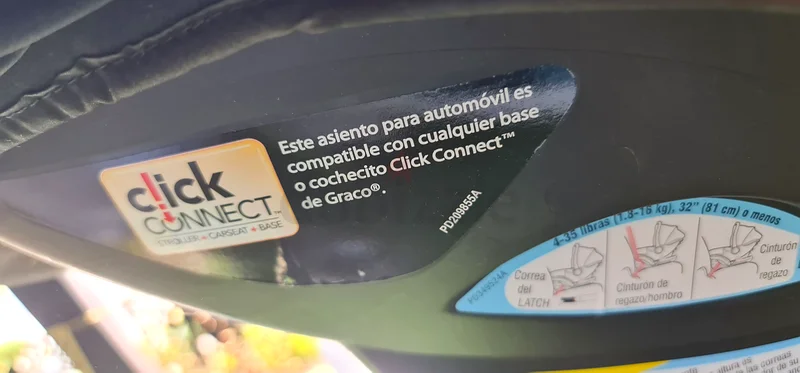 click
CONNECT™
STROLLER • CARSEAT • BASE
Este asiento para automóvil es
compatible con cualquier base
o cochecito Click Connect™
de Graco®.
PD209855A
4-35 libras (1.8-16 kg), 32" (81 cm) o menos
Correa
del
LATCH
Cinturón de
regazo/hombro
Cinturón
de
regazo